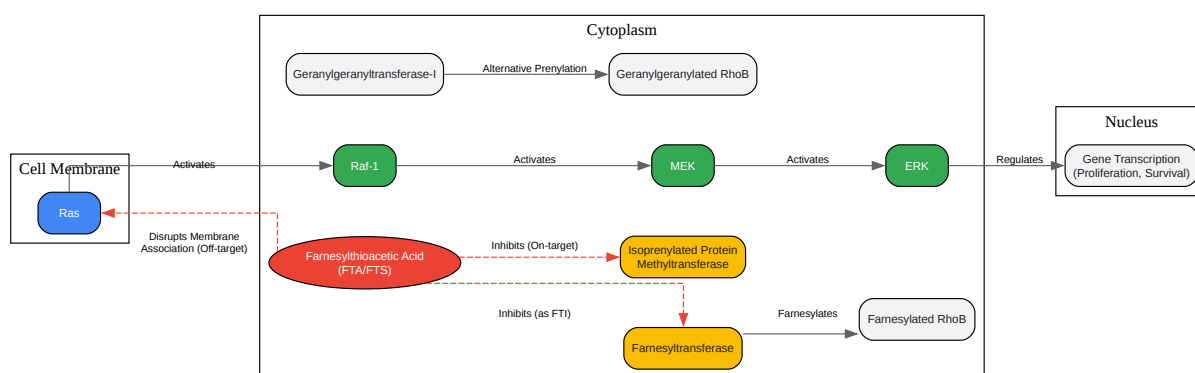 Cytoplasm
Geranylgeranyltransferase-I
Alternative Prenylation
Geranylgeranylated RhoB
Nucleus
Cell Membrane
Activates
Raf-1
Activates
MEK
Activates
ERK
Regulates
Gene Transcription
(Proliferation, Survival)
Ras
Disrupts Membrane
Association (Off-target)
Farnesylthioacetic Acid
(FTA/FTS)
Inhibits (On-target)
Isoprenylated Protein
Methyltransferase
Inhibits (as FTI)
Farnesyltransferase
Farnesylates
Farnesylated RhoB